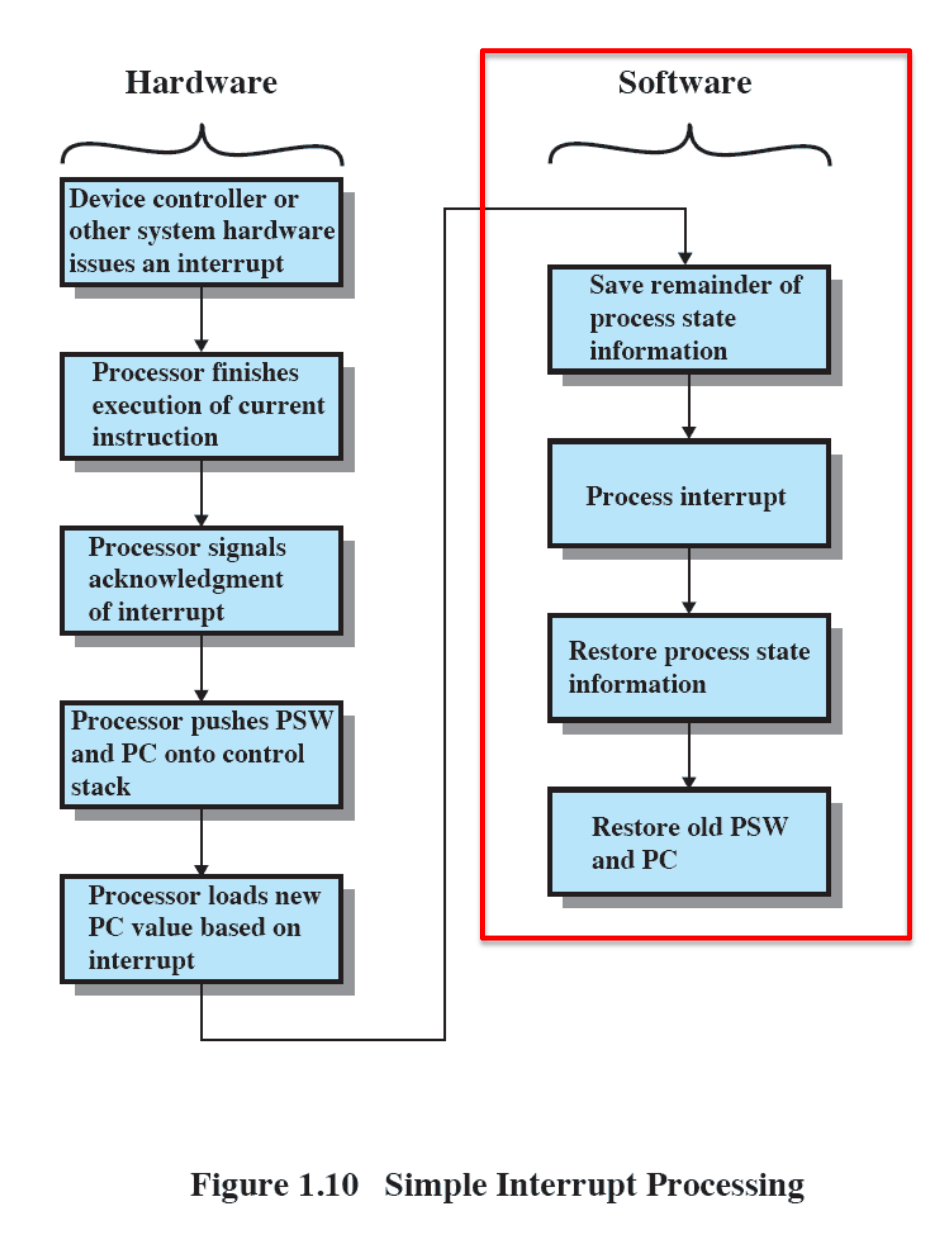 Hardware
Device controller or
other system hardware
issues an interrupt
Processor finishes
execution of current
instruction
Processor signals
acknowledgment
of interrupt
Processor pushes PSW
and PC onto control
stack
Processor loads new
PC value based on
interrupt
Software
Save remainder of
process state
information
Process interrupt
Restore process state
information
Restore old PSW
and PC
Figure 1.10 Simple Interrupt Processing